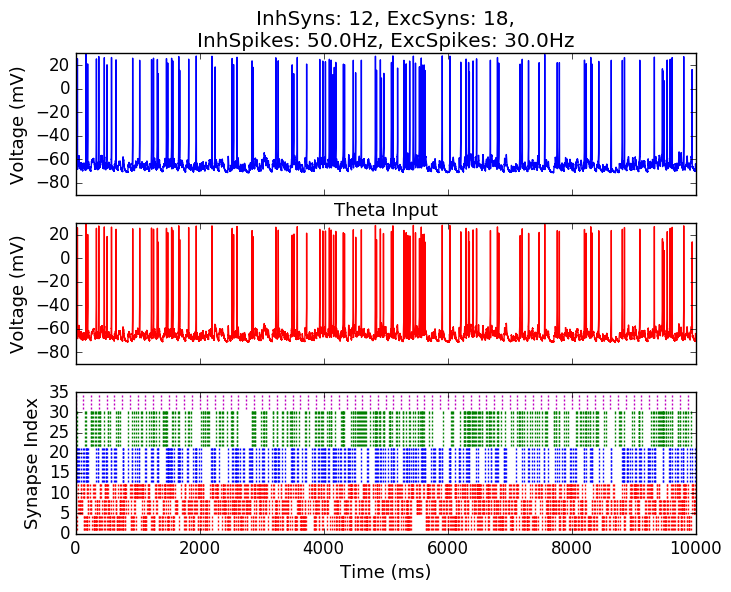 InhSyns: 12, ExcSyns: 18,
InhSpikes: 50.0Hz, ExcSpikes: 30.0Hz
Voltage (mV)
20
0
−20
−40
−60
−80
Theta Input
Voltage (mV)
20
0
−20
−40
−60
−80
Synapse Index
35
30
25
20
15
10
5
0
0 2000 4000 6000 8000 10000
Time (ms)